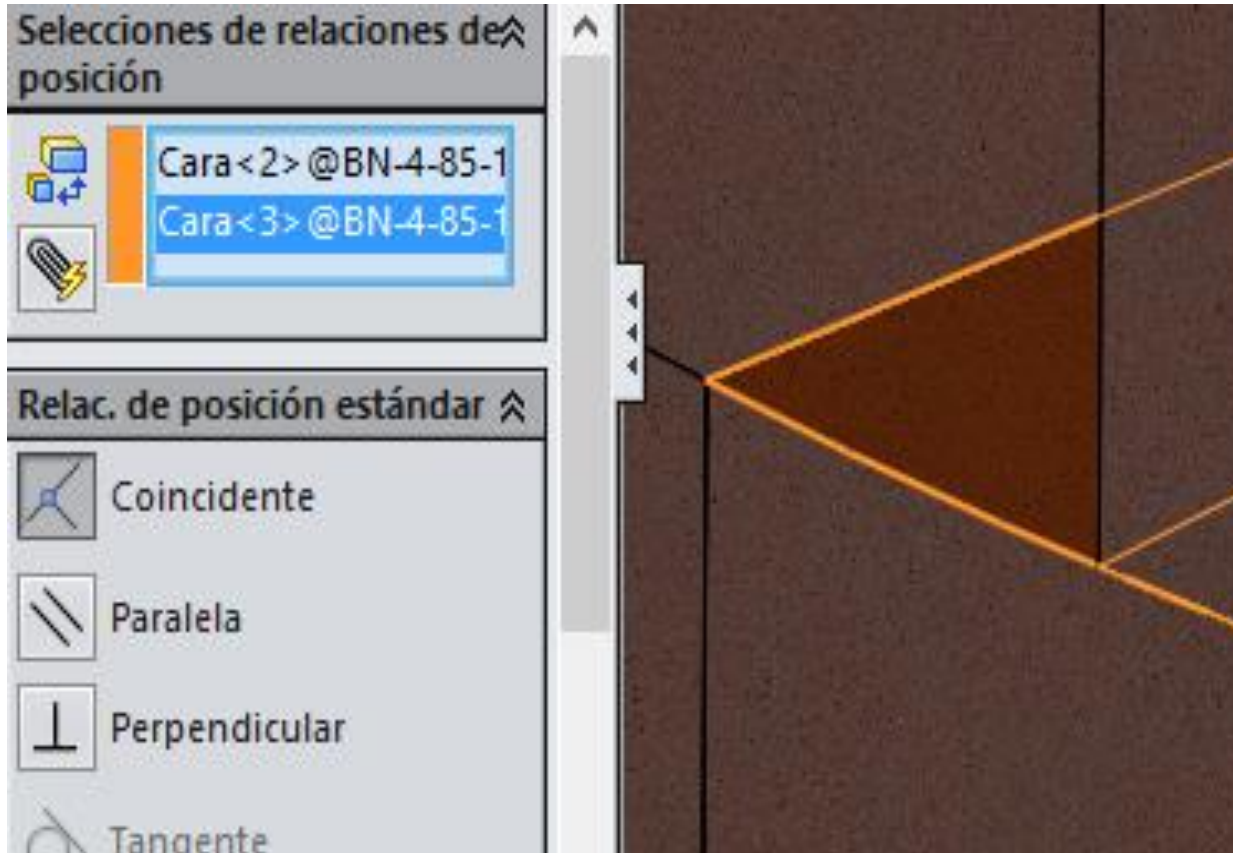 Selecciones de relaciones de
posición
Cara<2>@BN-4-85-1
Cara<3>@BN-4-85-1
Relac. de posición estándar
Coincidente
Paralela
Perpendicular
Tangente